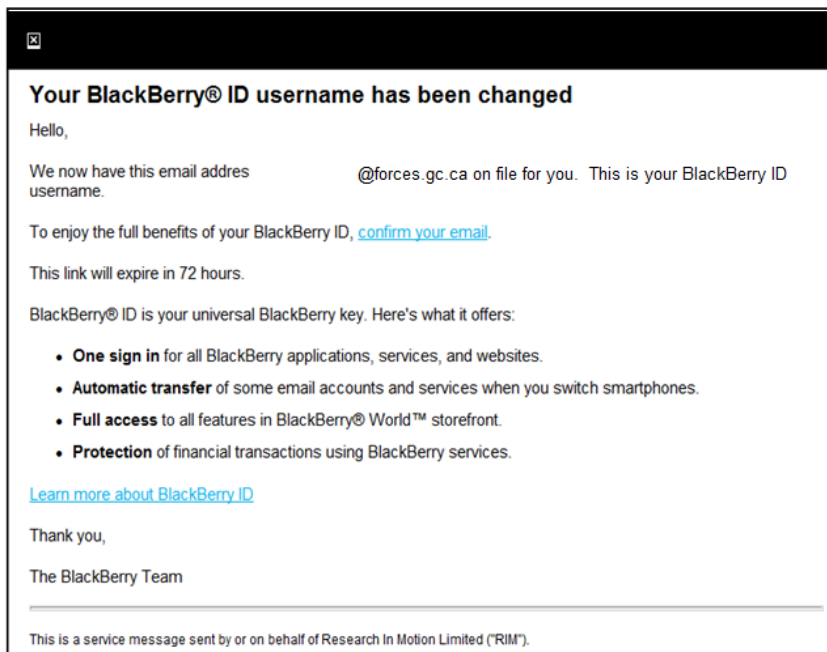 Your BlackBerry® ID username has been changed
Hello,
We now have this email addres @forces.gc.ca on file for you. This is your BlackBerry ID
username.
To enjoy the full benefits of your BlackBerry ID, confirm your email.
This link will expire in 72 hours.
BlackBerry® ID is your universal BlackBerry key. Here's what it offers:
• One sign in for all BlackBerry applications, services, and websites.
• Automatic transfer of some email accounts and services when you switch smartphones.
• Full access to all features in BlackBerry® World™ storefront.
• Protection of financial transactions using BlackBerry services.
Learn more about BlackBerry ID
Thank you,
The BlackBerry Team
This is a service message sent by or on behalf of Research In Motion Limited ("RIM").